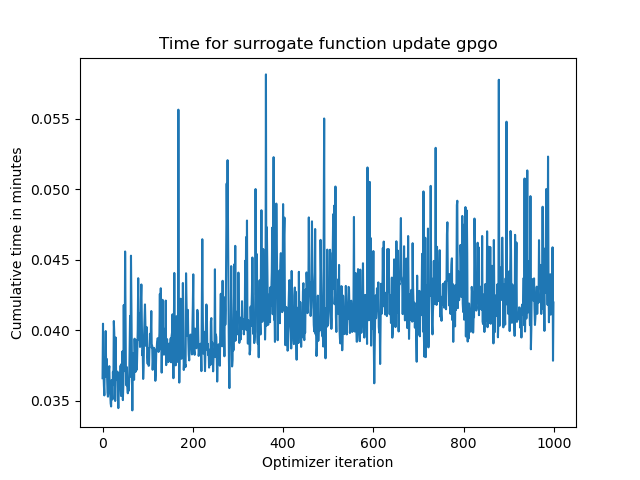 Time for surrogate function update gpgo
Cumulative time in minutes
0.055
0.050
0.045
0.040
0.035
0 200 400 600 800 1000
Optimizer iteration